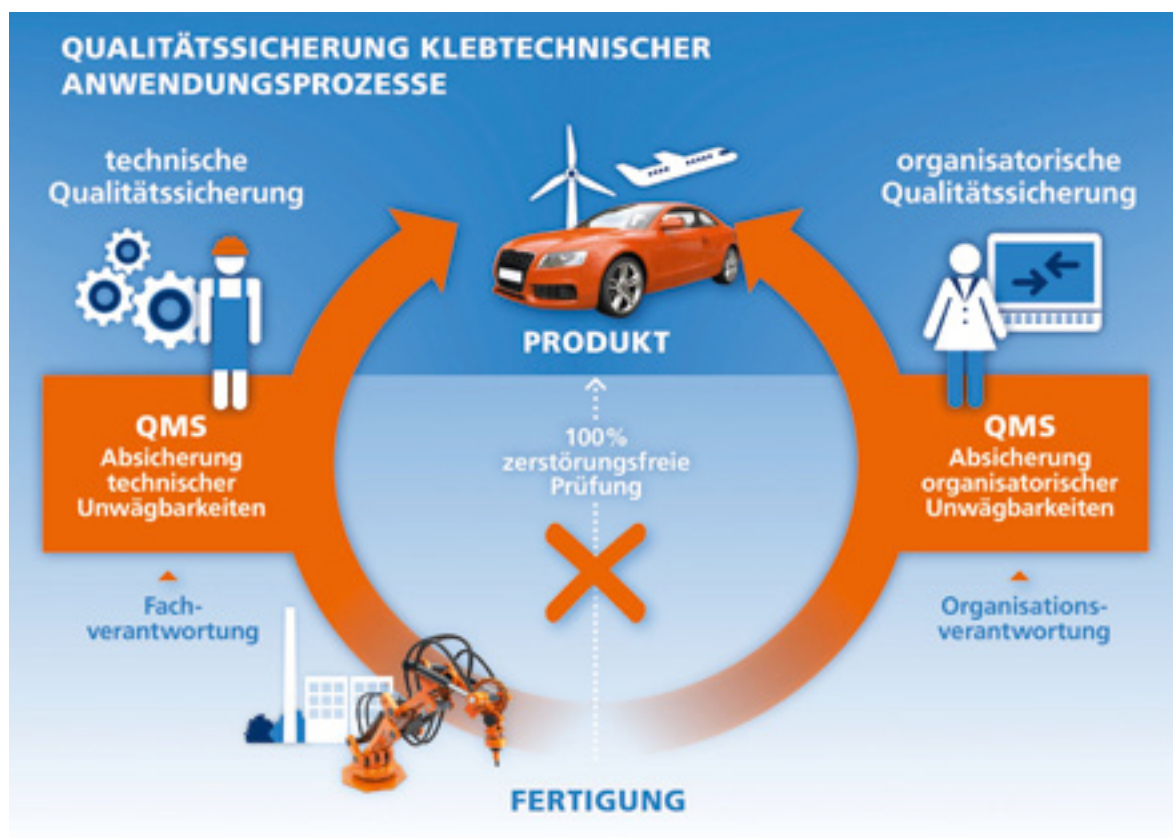 QUALITÄTSSICHERUNG KLEBTECHNISCHER
ANWENDUNGSPROZESSE
technische
Qualitätssicherung
organisatorische
Qualitätssicherung
PRODUKT
QMS
Absicherung
technischer
Unwägbarkeiten
100%
zerstörungsfreie
Prüfung
QMS
Absicherung
organisatorischer
Unwägbarkeiten
Fach-
verantwortung
Organisations-
verantwortung
FERTIGUNG